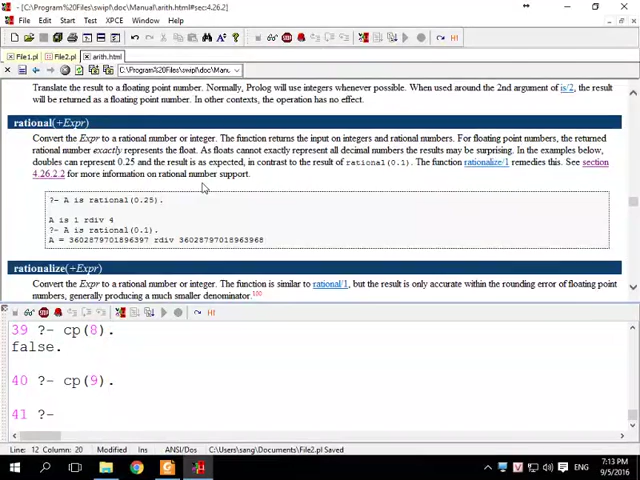 [C:\Program%20Files\swipl\doc\Manual\arith.html#sec:4.26.2]
File Edit Start Test XPCE Window Help
File1.pl File2.pl arith.html
C:\Program%20Files\swipl\doc\Manual\arith
Translate the result to a floating point number. Normally, Prolog will use integers whenever possible. When used around the 2nd argument of is/2, the result
will be returned as a floating point number. In other contexts, the operation has no effect.
rational(+Expr)
Convert the Expr to a rational number or integer. The function returns the input on integers and rational numbers. For floating point numbers, the returned
rational number exactly represents the float. As floats cannot exactly represent all decimal numbers the results may be surprising. In the examples below,
doubles can represent 0.25 and the result is as expected, in contrast to the result of rational(0.1). The function rationalize/1 remedies this. See section
4.26.2.2 for more information on rational number support.
?- A is rational(0.25).
A is 1 rdiv 4
?- A is rational(0.1).
A = 3602879701896397 rdiv 36028797018963968
rationalize(+Expr)
Convert the Expr to a rational number or integer. The function is similar to rational/1, but the result is only accurate within the rounding error of floating point
numbers, generally producing a much smaller denominator.100
39 ?- cp(8).
false.
40 ?- cp(9).
41 ?-
Line: 12 Column: 20 Modified Ins ANSI/Dos C:\Users\sang\Documents\File2.pl Saved
ENG 7:13 PM
9/5/2016